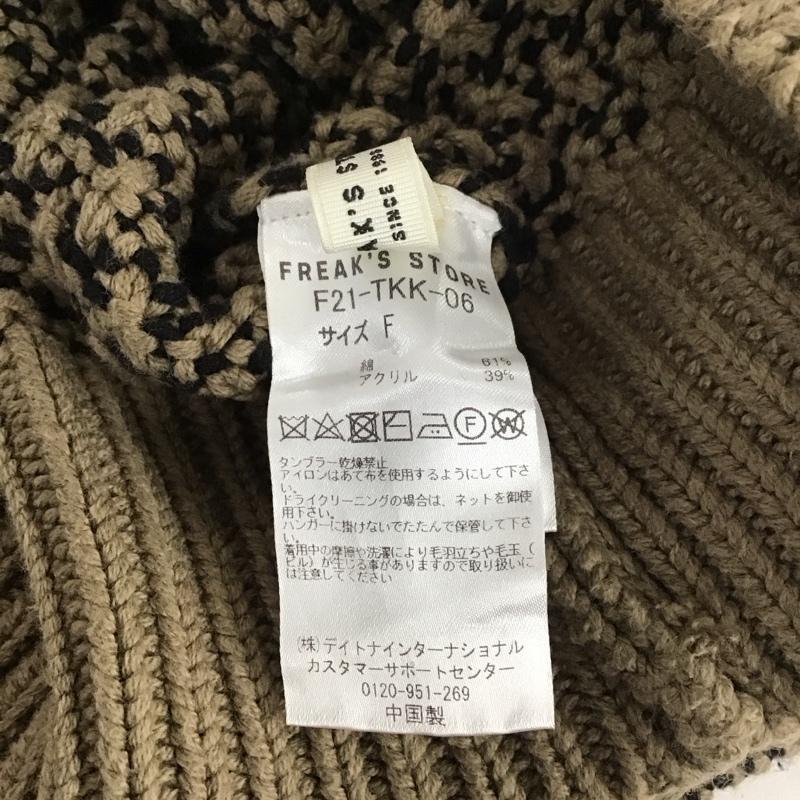 AK'S ST
SINCE 1986
FREAK'S STORE
F21-TKK-06
サイズ F
綿 61%
アクリル 39%
F W
タンブラー乾燥禁止
アイロンはあて布を使用するようにして下さ
い。
ドライクリーニングの場合は、ネットを御使
用下さい。
ハンガーに掛けないでたたんで保管して下さ
い。
着用中の摩擦や洗濯により毛羽立ちや毛玉(
ピル)が生じる事がありますので取り扱いに
は注意してください
(株)デイトナインターナショナル
カスタマーサポートセンター
0120-951-269
中国製